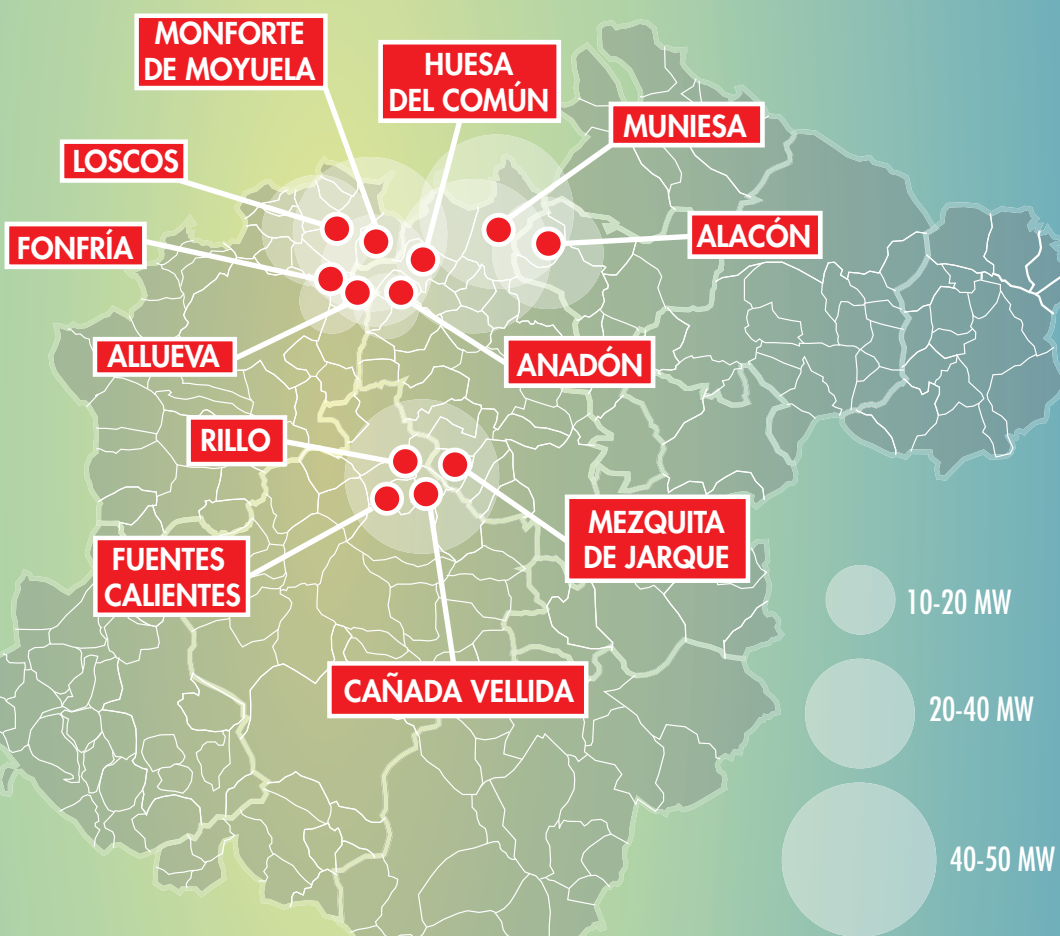 MONFORTE
DE MOYUELA
HUESA
DEL COMÚN
MUNIESA
LOSCOS
FONFRÍA
ALACÓN
ALLUEVA
ANADÓN
RILLO
MEZQUITA
DE JARQUE
FUENTES
CALIENTES
CAÑADA VELLIDA
10-20 MW
20-40 MW
40-50 MW